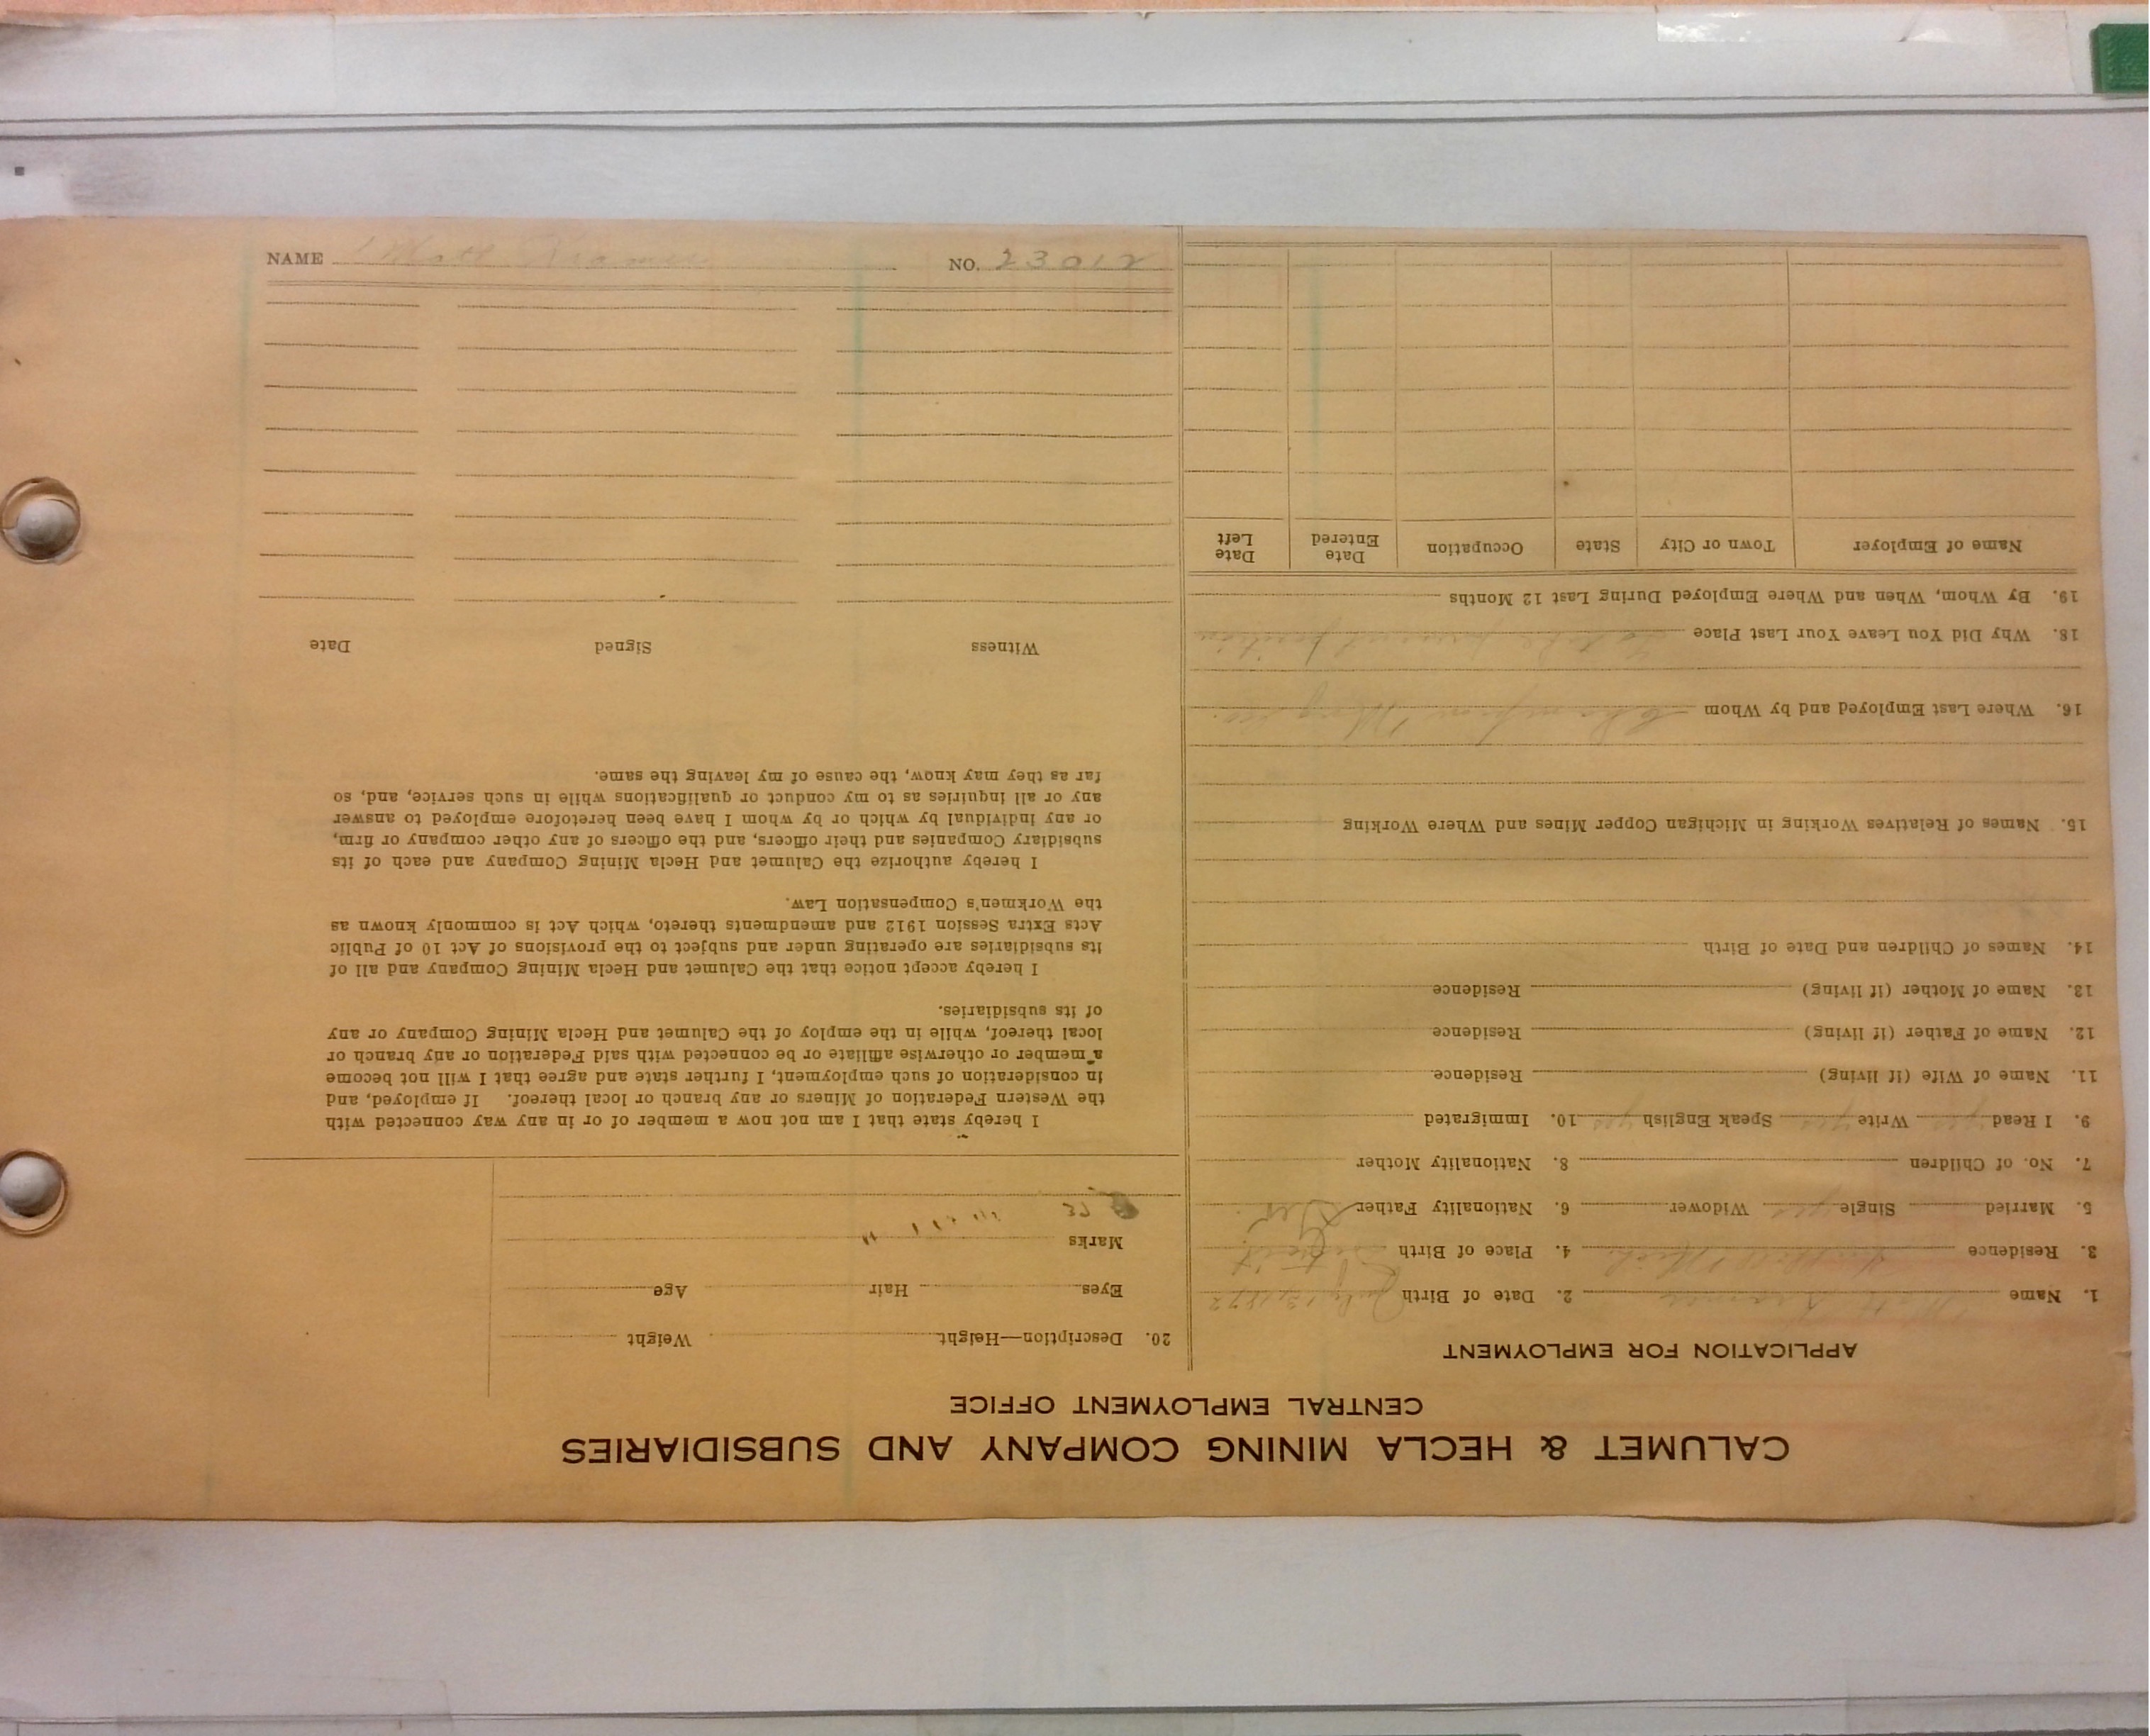 CALUMET & HECLA MINING COMPANY AND SUBSIDIARIES
CENTRAL EMPLOYMENT OFFICE
APPLICATION FOR EMPLOYMENT
1. Name Matt 2. Date of Birth July 1872
3. Residence Mich 4. Place of Birth
5. Married Single yes Widower 6. Nationality Father Ger
7. No. of Children 8. Nationality Mother
9. I Read yes Write yes Speak English yes 10. Immigrated
11. Name of Wife (if living) Residence
12. Name of Father (if living) Residence
13. Name of Mother (if living) Residence
14. Names of Children and Date of Birth
15. Names of Relatives Working in Michigan Copper Mines and Where Working
16. Where Last Employed and by Whom Champion Mng Co.
18. Why Did You Leave Your Last Place To take position
19. By Whom, When and Where Employed During Last 12 Months
Name of Employer Town or City State Occupation Date Entered Date Left
20. Description—Height Weight
Eyes Hair Age
Marks
I hereby state that I am not now a member of or in any way connected with
the Western Federation of Miners or any branch or local thereof. If employed, and
in consideration of such employment, I further state and agree that I will not become
a member or otherwise affiliate or be connected with said Federation or any branch or
local thereof, while in the employ of the Calumet and Hecla Mining Company or any
of its subsidiaries.
I hereby accept notice that the Calumet and Hecla Mining Company and all of
its subsidiaries are operating under and subject to the provisions of Act 10 of Public
Acts Extra Session 1912 and amendments thereto, which Act is commonly known as
the Workmen's Compensation Law.
I hereby authorize the Calumet and Hecla Mining Company and each of its
subsidiary Companies and their officers, and the officers of any other company or firm,
or any individual by which or by whom I have been heretofore employed to answer
any or all inquiries as to my conduct or qualifications while in such service, and, so
far as they may know, the cause of my leaving the same.
Witness Signed Date
NAME Matt NO. 23012